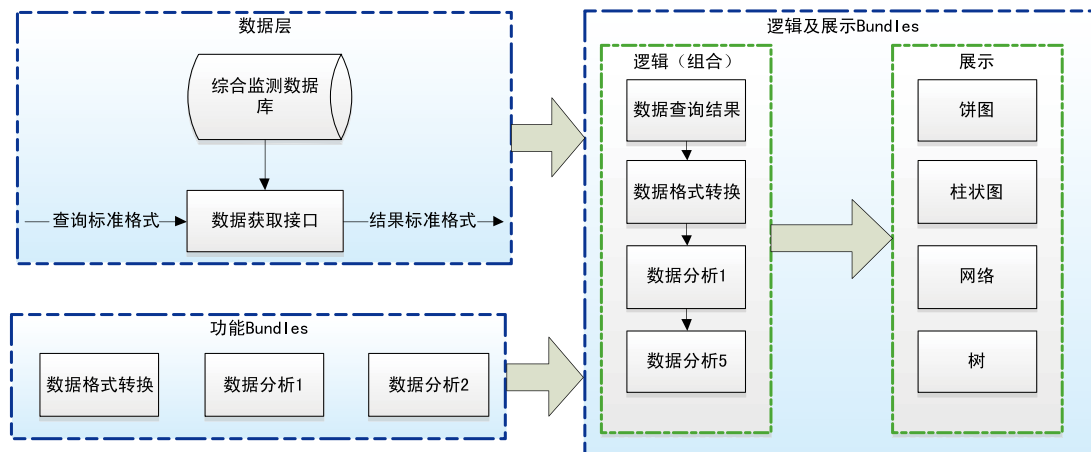 数据层
综合监测数据
库
查询标准格式
数据获取接口
结果标准格式
功能Bundles
数据格式转换
数据分析1
数据分析2
逻辑及展示Bundles
逻辑（组合）
数据查询结果
数据格式转换
数据分析1
数据分析5
展示
饼图
柱状图
网络
树